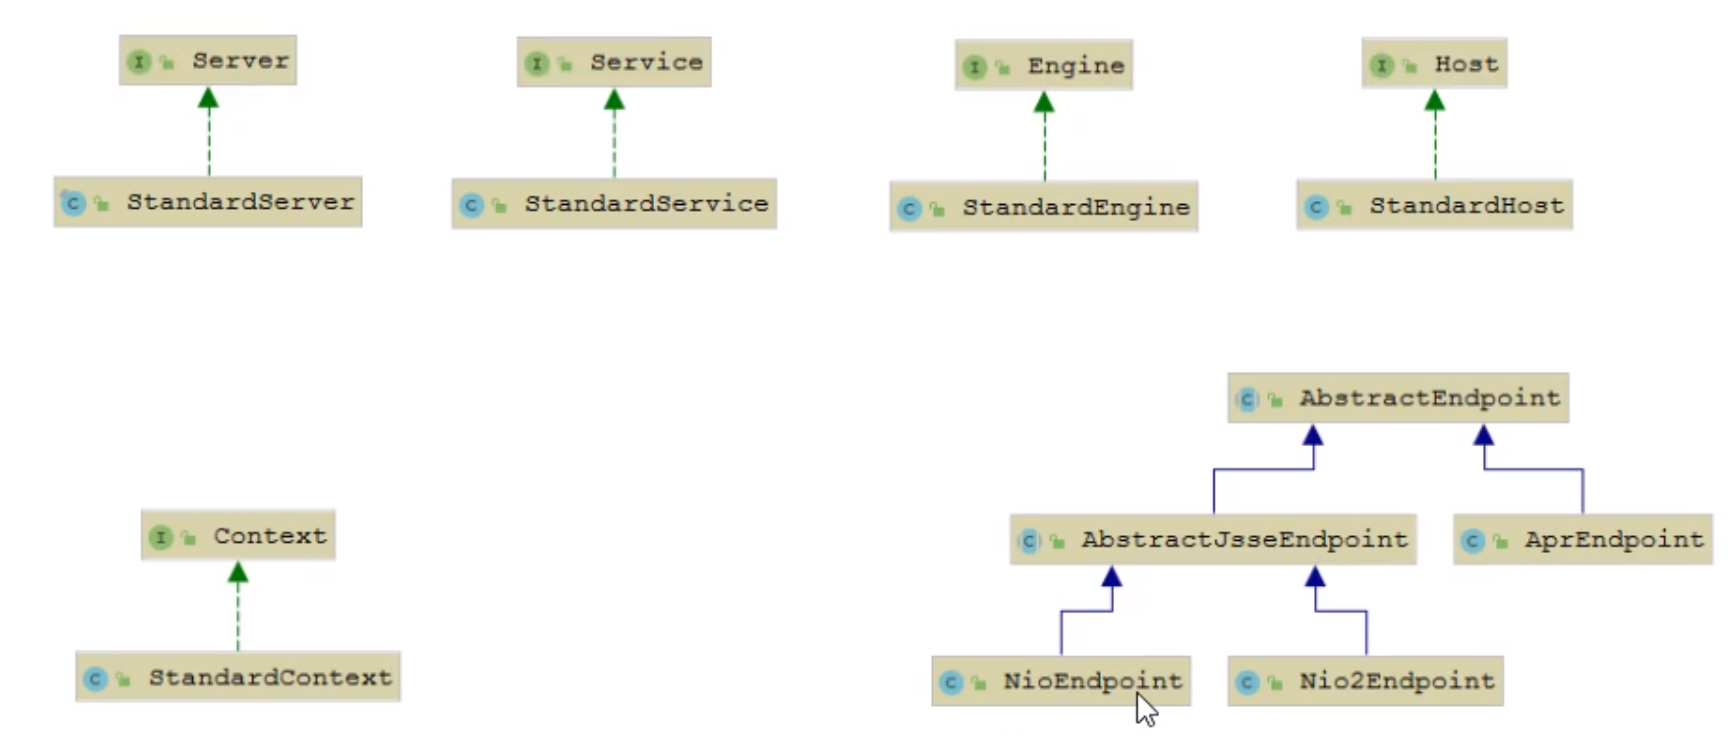 Server
Service
Engine
Host
StandardServer
StandardService
StandardEngine
StandardHost
AbstractEndpoint
Context
AbstractJsseEndpoint
AprEndpoint
StandardContext
NioEndpoint
Nio2Endpoint